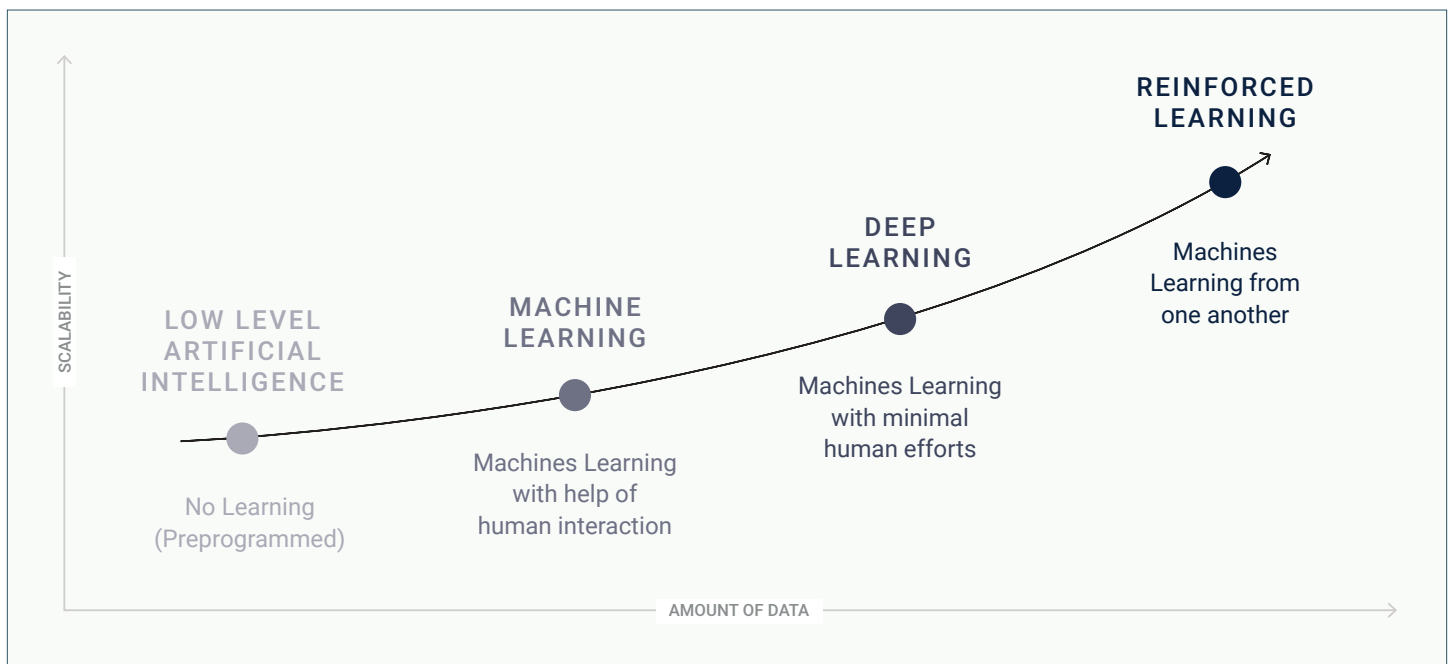 REINFORCED
LEARNING
Machines
Learning from
one another
DEEP
LEARNING
Machines Learning
with minimal
human efforts
MACHINE
LEARNING
Machines Learning
with help of
human interaction
LOW LEVEL
ARTIFICIAL
INTELLIGENCE
No Learning
(Preprogrammed)
SCALABILITY
AMOUNT OF DATA